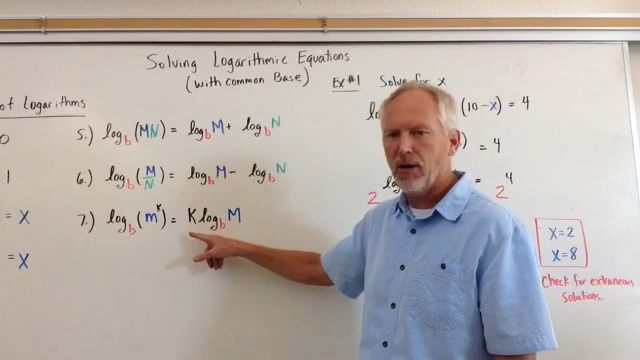 Solving Logarithmic Equations
(with common Base)
of Logarithms
0
1
= X
= X
5.) log_b (MN) = log_b M + log_b N
6.) log_b (M/N) = log_b M - log_b N
7.) log_b (m^k) = K log_b M
Ex #1 Solve for x
(10-x) = 4
) = 4
2 2^4
x=2
x=8
Check for extraneous
Solutions.